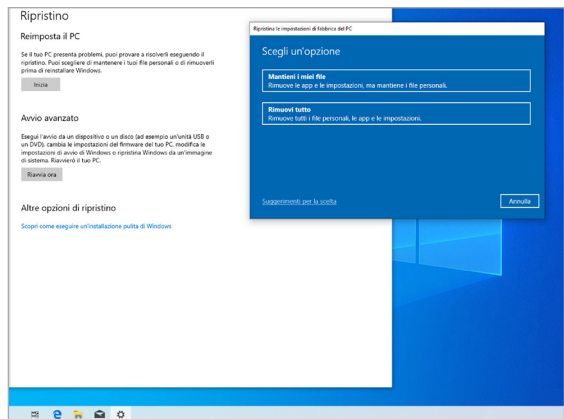 Ripristino
Reimposta il PC
Se il tuo PC presenta problemi, puoi provare a risolverli eseguendo il
ripristino. Puoi scegliere di mantenere i tuoi file personali o di rimuoverli
prima di reinstallare Windows.
Inizia
Avvio avanzato
Esegui l'avvio da un dispositivo o un disco (ad esempio un'unità USB o
un DVD), cambia le impostazioni del firmware del tuo PC, modifica le
impostazioni di avvio di Windows o ripristina Windows da un'immagine
di sistema. Riavvierò il tuo PC.
Riavvia ora
Altre opzioni di ripristino
Scopri come eseguire un'installazione pulita di Windows
Ripristina le impostazioni di fabbrica del PC
Scegli un'opzione
Mantieni i miei file
Rimuove le app e le impostazioni, ma mantiene i file personali.
Rimuovi tutto
Rimuove tutti i file personali, le app e le impostazioni.
Suggerimenti per la scelta
Annulla